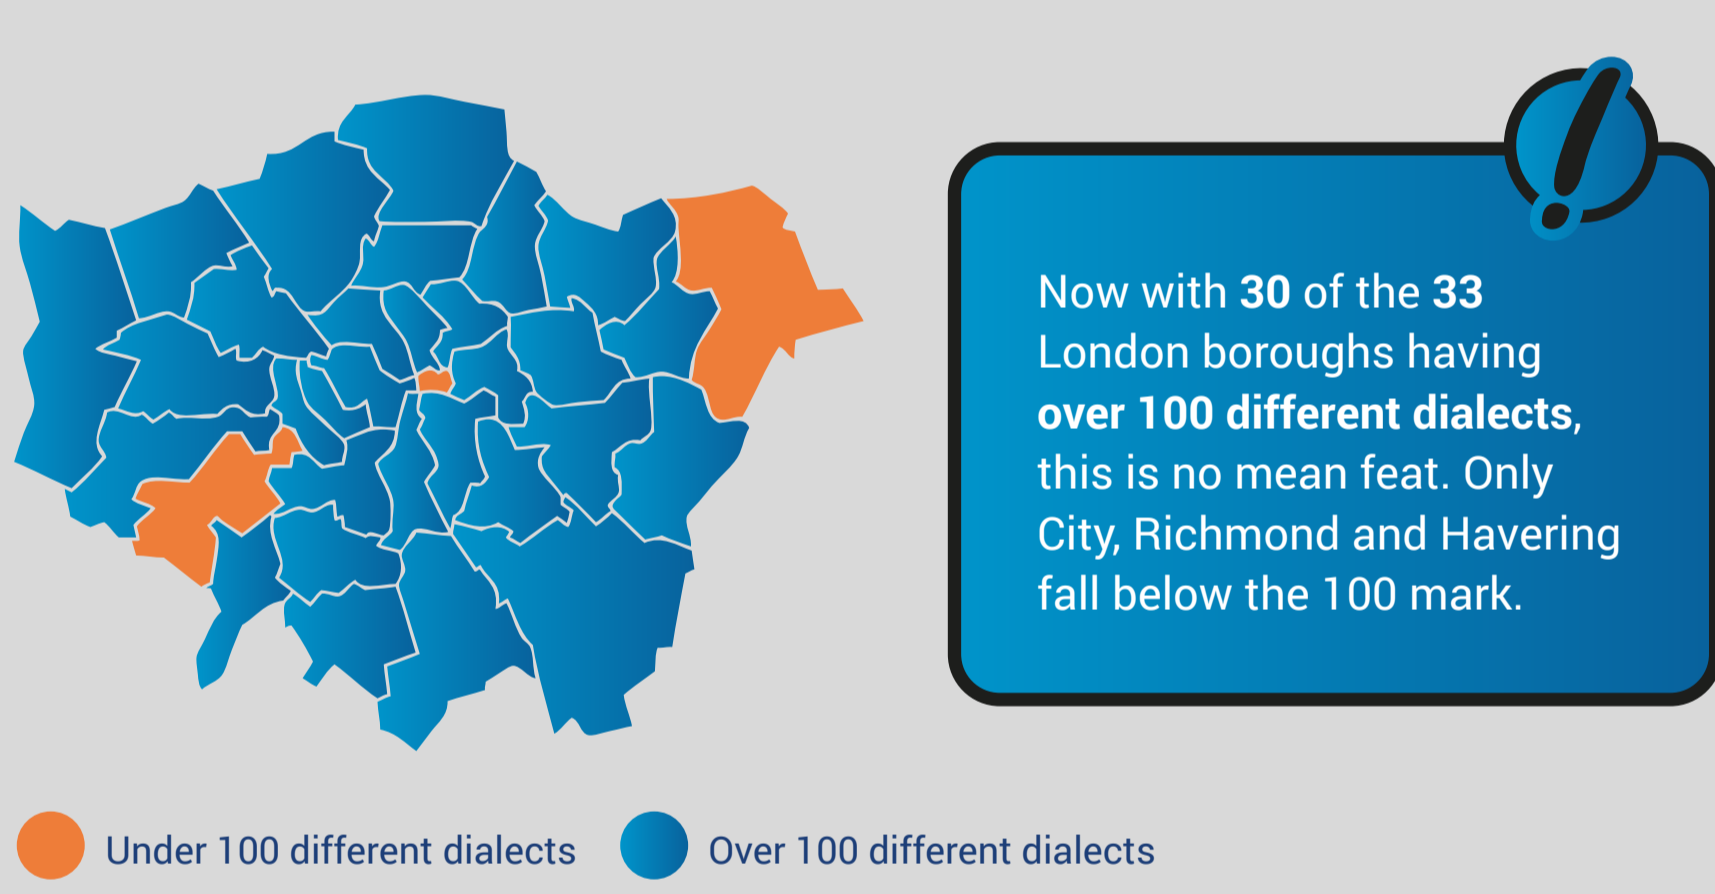 Now with 30 of the 33
London boroughs having
over 100 different dialects,
this is no mean feat. Only
City, Richmond and Havering
fall below the 100 mark.
Under 100 different dialects
Over 100 different dialects